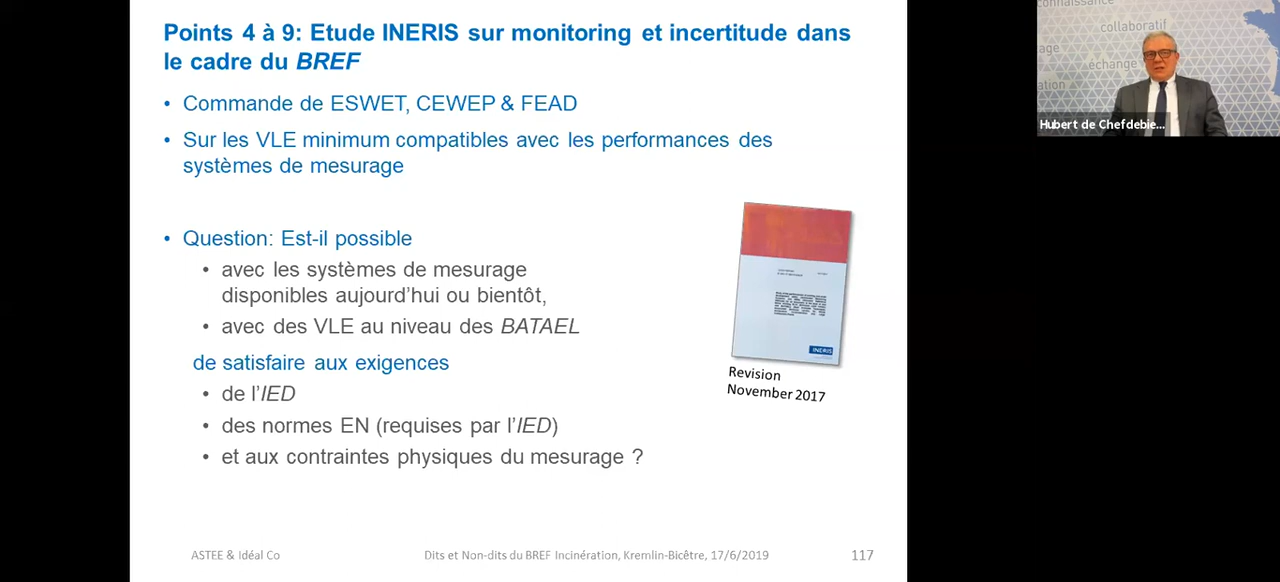 Points 4 à 9: Etude INERIS sur monitoring et incertitude dans
le cadre du BREF
• Commande de ESWET, CEWEP & FEAD
• Sur les VLE minimum compatibles avec les performances des
systèmes de mesurage
• Question: Est-il possible
• avec les systèmes de mesurage
disponibles aujourd'hui ou bientôt,
• avec des VLE au niveau des BATAEL
de satisfaire aux exigences
• de l'IED
• des normes EN (requises par l'IED)
• et aux contraintes physiques du mesurage ?
INERIS
Revision
November 2017
ASTEE & Idéal Co
Dits et Non-dits du BREF Incinération, Kremlin-Bicêtre, 17/6/2019
117
connaissance
collaboratif
échange
Hubert de Chefdebie...